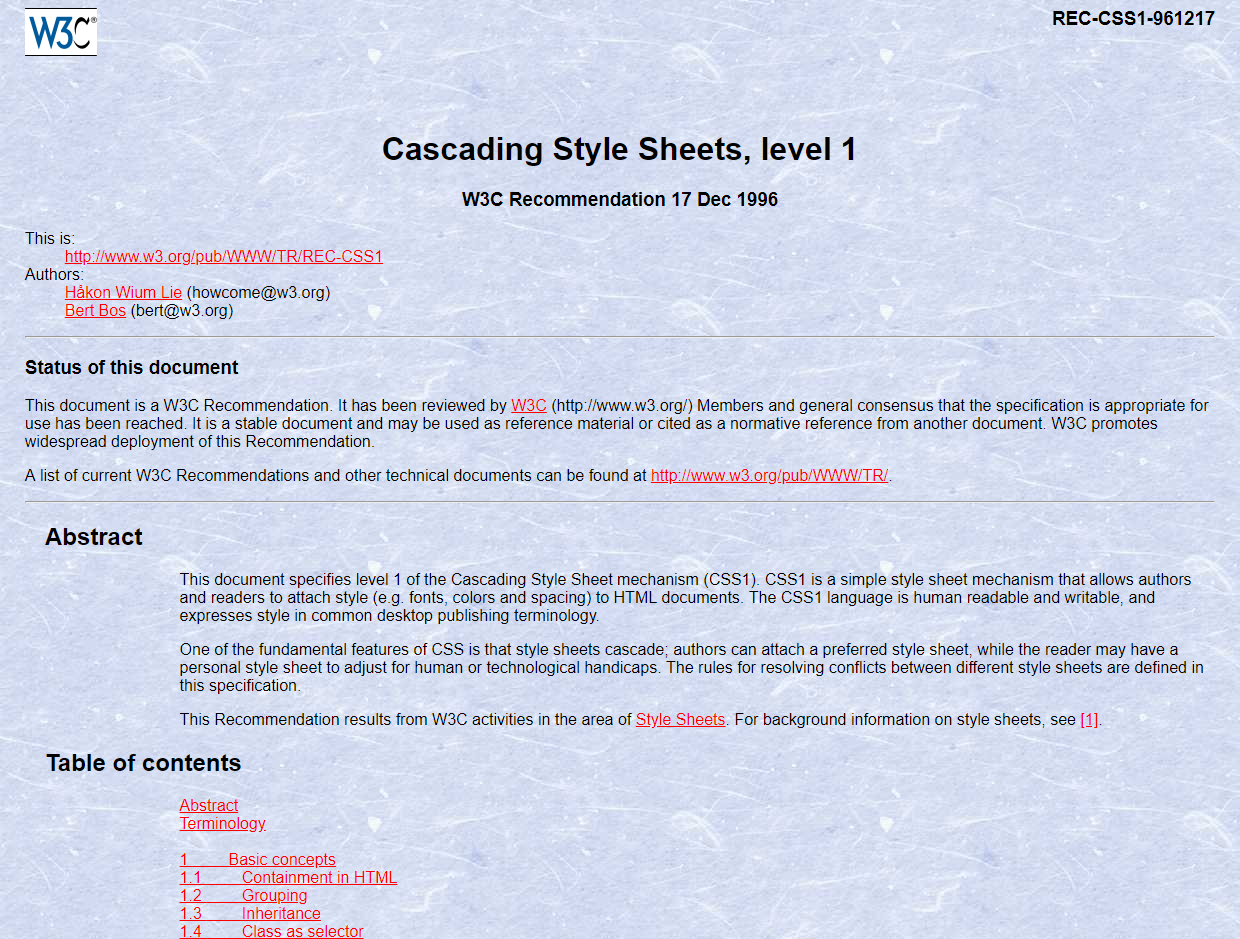 W3C®
REC-CSS1-961217
Cascading Style Sheets, level 1
W3C Recommendation 17 Dec 1996
This is:
http://www.w3.org/pub/WWW/TR/REC-CSS1
Authors:
Håkon Wium Lie (howcome@w3.org)
Bert Bos (bert@w3.org)
Status of this document
This document is a W3C Recommendation. It has been reviewed by W3C (http://www.w3.org/) Members and general consensus that the specification is appropriate for
use has been reached. It is a stable document and may be used as reference material or cited as a normative reference from another document. W3C promotes
widespread deployment of this Recommendation.
A list of current W3C Recommendations and other technical documents can be found at http://www.w3.org/pub/WWW/TR/.
Abstract
This document specifies level 1 of the Cascading Style Sheet mechanism (CSS1). CSS1 is a simple style sheet mechanism that allows authors
and readers to attach style (e.g. fonts, colors and spacing) to HTML documents. The CSS1 language is human readable and writable, and
expresses style in common desktop publishing terminology.
One of the fundamental features of CSS is that style sheets cascade; authors can attach a preferred style sheet, while the reader may have a
personal style sheet to adjust for human or technological handicaps. The rules for resolving conflicts between different style sheets are defined in
this specification.
This Recommendation results from W3C activities in the area of Style Sheets. For background information on style sheets, see [1].
Table of contents
Abstract
Terminology
1 Basic concepts
1.1 Containment in HTML
1.2 Grouping
1.3 Inheritance
1.4 Class as selector